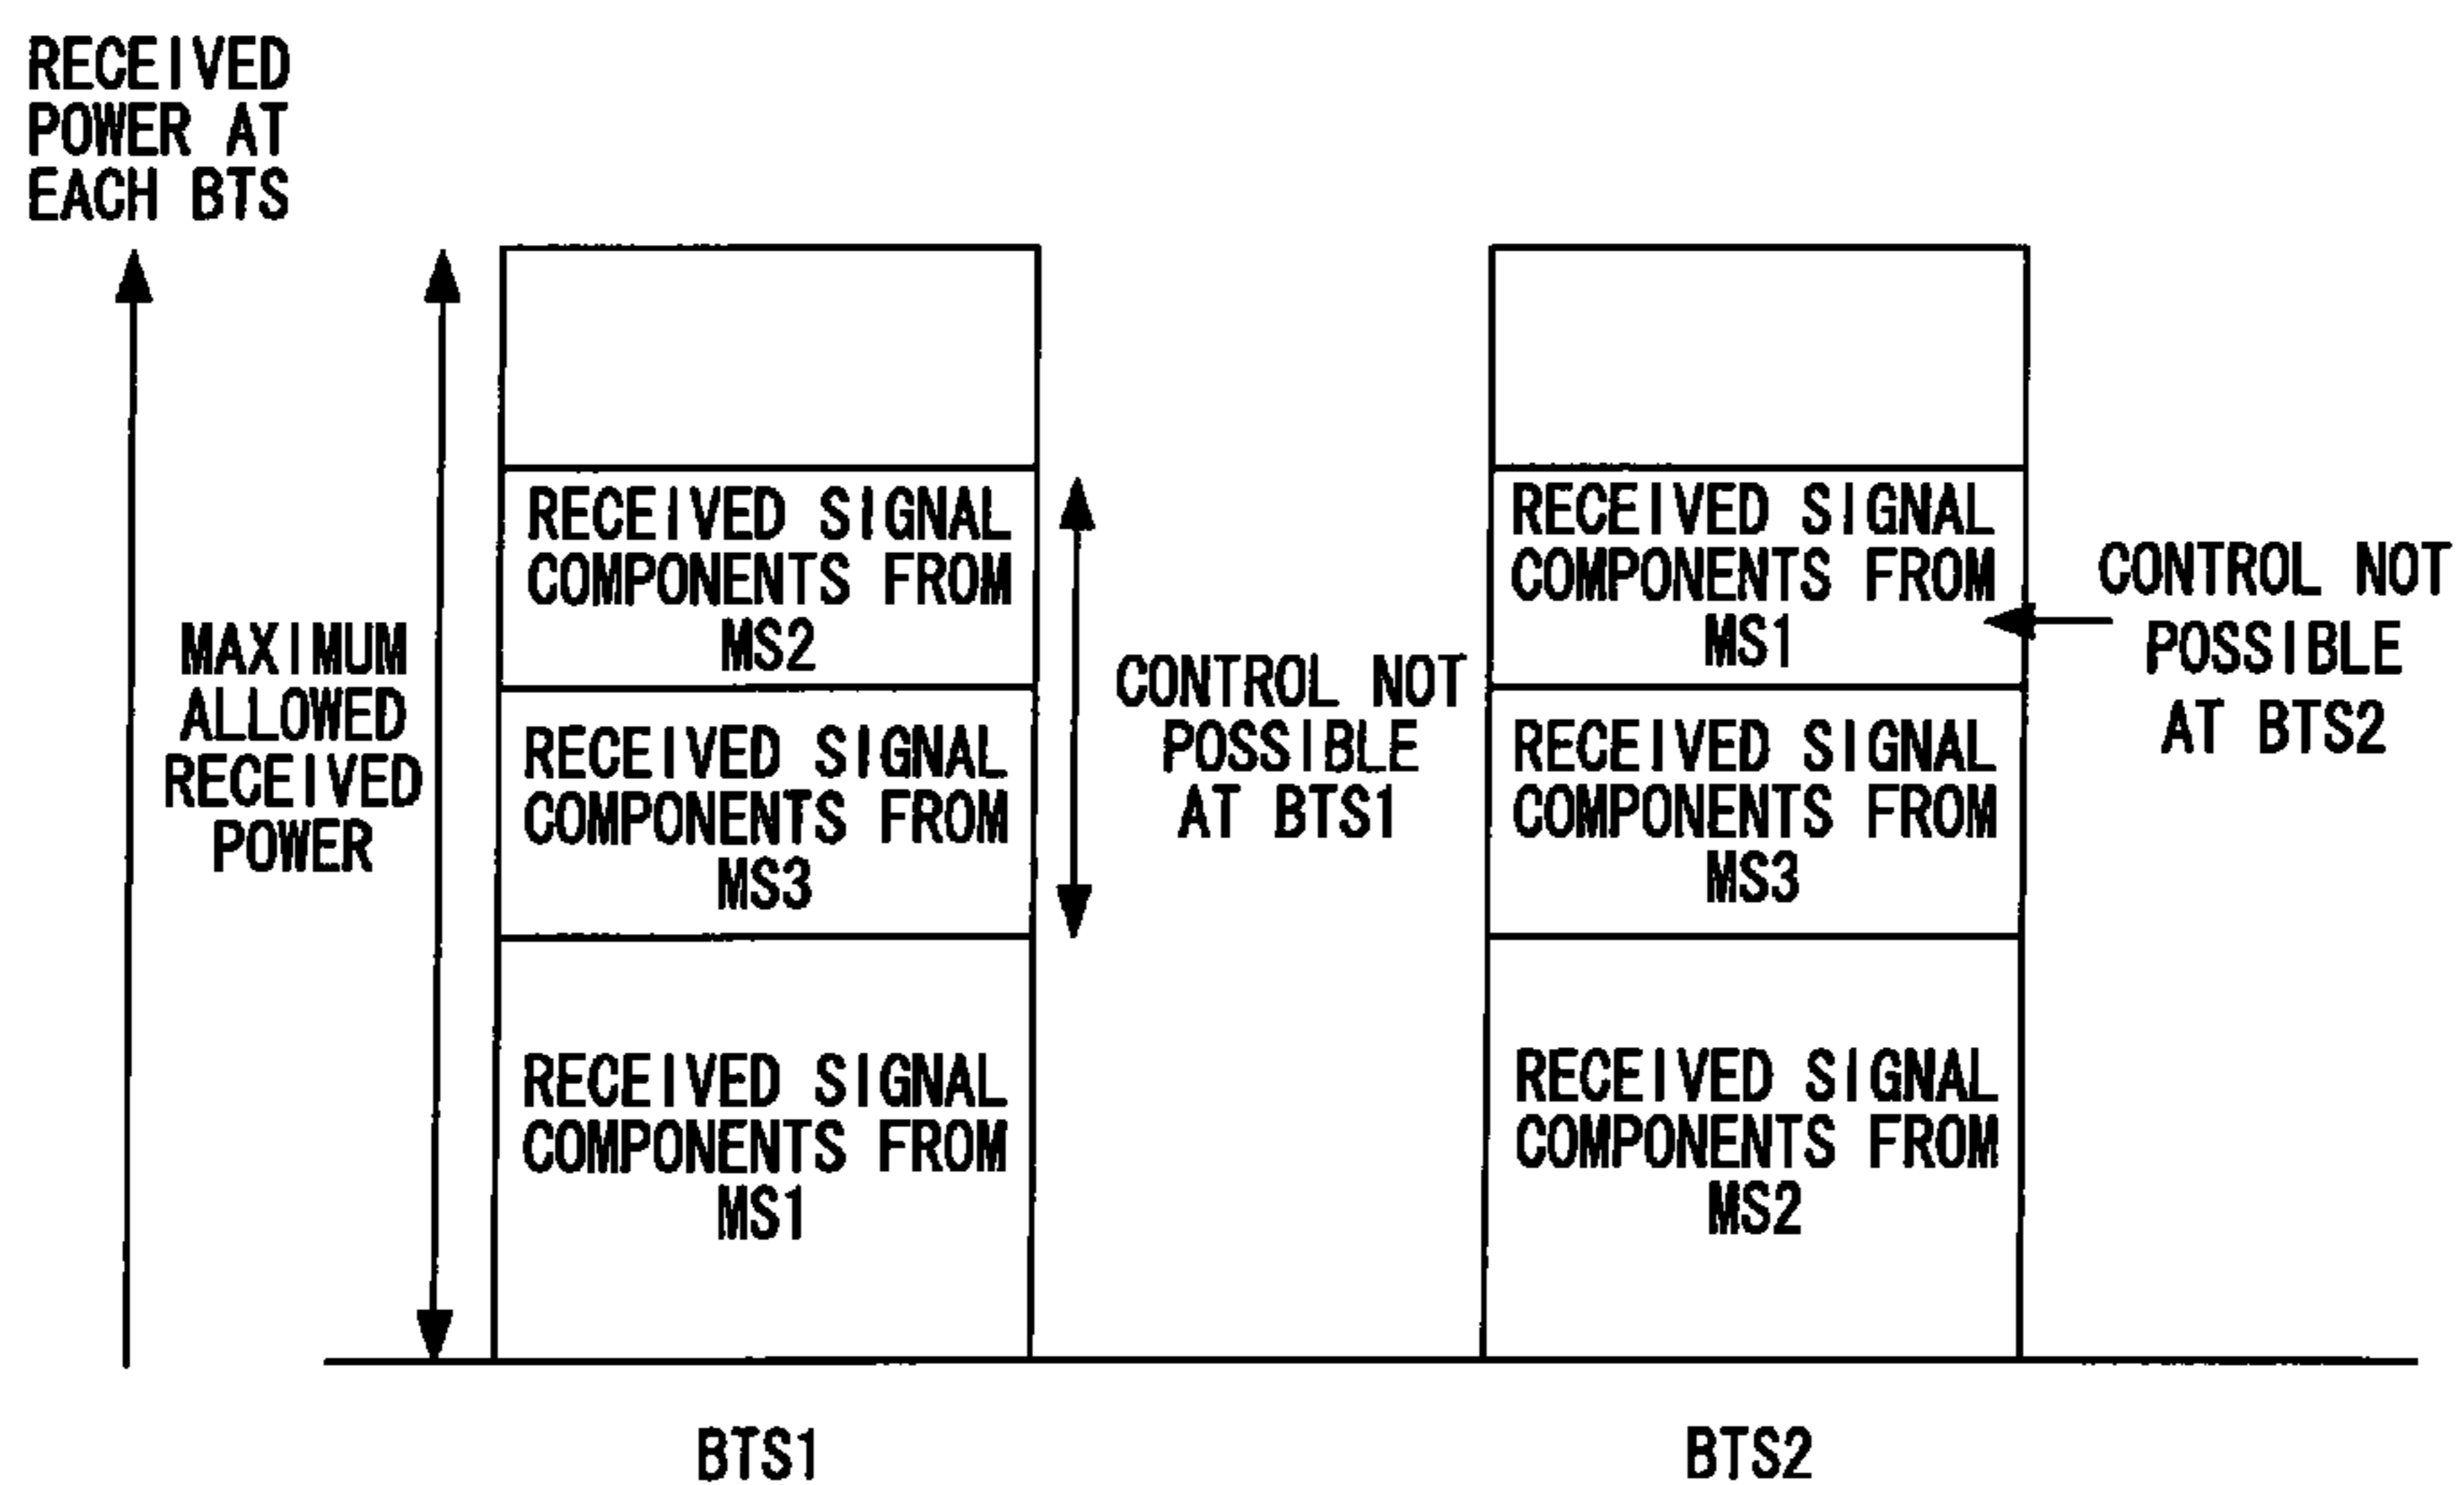 RECEIVED
POWER AT
EACH BTS
MAXIMUM
ALLOWED
RECEIVED
POWER
RECEIVED SIGNAL
COMPONENTS FROM
MS2
RECEIVED SIGNAL
COMPONENTS FROM
MS3
RECEIVED SIGNAL
COMPONENTS FROM
MS1
CONTROL NOT
POSSIBLE
AT BTS1
RECEIVED SIGNAL
COMPONENTS FROM
MS1
RECEIVED SIGNAL
COMPONENTS FROM
MS3
RECEIVED SIGNAL
COMPONENTS FROM
MS2
CONTROL NOT
POSSIBLE
AT BTS2
BTS1
BTS2